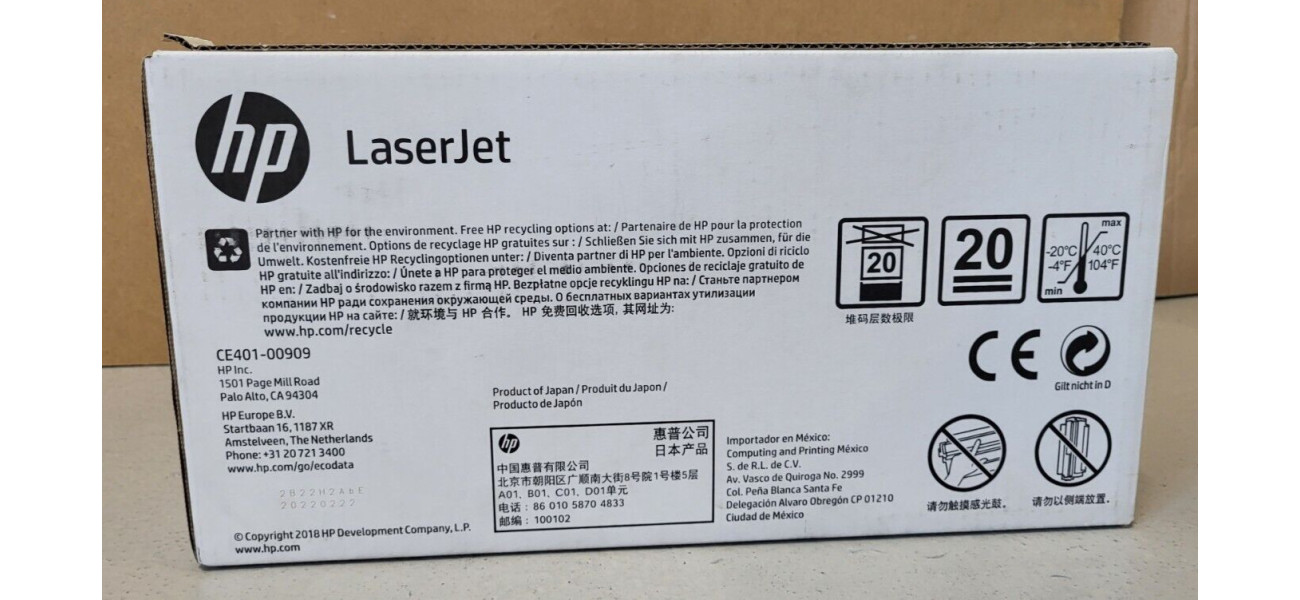 hp LaserJet
Partner with HP for the environment. Free HP recycling options at: / Partenaire de HP pour la protection
de l'environnement. Options de recyclage HP gratuites sur : / Schließen Sie sich mit HP zusammen, für die
Umwelt. Kostenfreie HP Recyclingoptionen unter: / Diventa partner di HP per l'ambiente. Opzioni di riciclo
HP gratuite all'indirizzo: / Únete a HP para proteger el medio ambiente. Opciones de reciclaje gratuito de
HP en: / Zadbaj o środowisko razem z firmą HP. Bezpłatne opcje recyklingu HP na: / Станьте партнером
компании HP ради сохранения окружающей среды. О бесплатных вариантах утилизации
продукции HP на сайте: / 就环境与 HP 合作。 HP 免费回收选项, 其网址为:
www.hp.com/recycle
20
堆码层数极限
20
max
-20°C 40°C
-4°F 104°F
min
CE
Gilt nicht in D
CE401-00909
HP Inc.
1501 Page Mill Road
Palo Alto, CA 94304
HP Europe B.V.
Startbaan 16, 1187 XR
Amstelveen, The Netherlands
Phone: +31 20 721 3400
www.hp.com/go/ecodata
2B22H2AbE
20220222
© Copyright 2018 HP Development Company, L.P.
www.hp.com
Product of Japan / Produit du Japon /
Producto de Japón
hp 惠普公司
日本产品
中国惠普有限公司
北京市朝阳区广顺南大街8号院1号楼5层
A01, B01, C01, D01单元
电话 : 86 010 5870 4833
邮编 : 100102
Importador en México:
Computing and Printing México
S. de R.L. de C.V.
Av. Vasco de Quiroga No. 2999
Col. Peña Blanca Santa Fe
Delegación Alvaro Obregón CP 01210
Ciudad de México
请勿触摸感光鼓。
请勿以侧端放置.